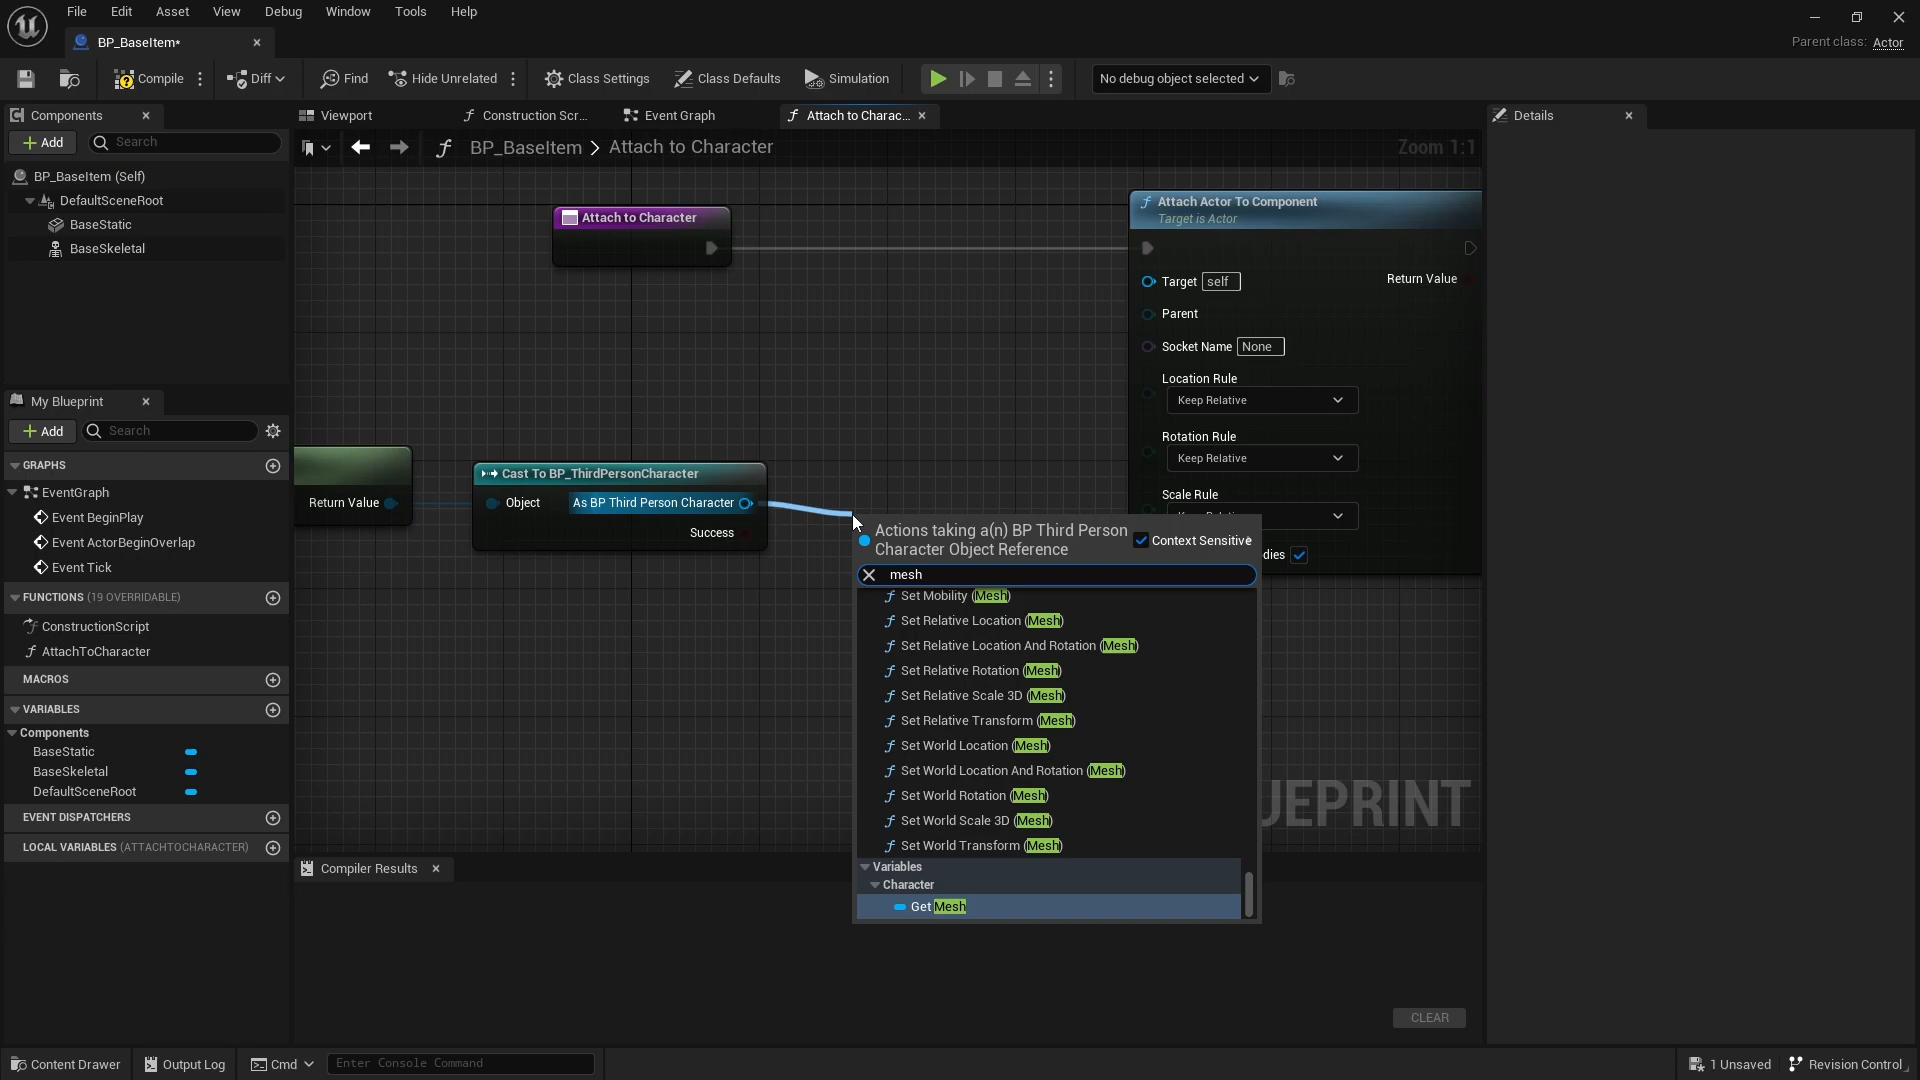 File Edit Asset View Debug Window Tools Help
BP_BaseItem*
Parent class: Actor
Compile Diff Find Hide Unrelated Class Settings Class Defaults Simulation No debug object selected
Components
Viewport Construction Scr... Event Graph Attach to Charac...
Details
Add Search
BP_BaseItem > Attach to Character
Zoom 1:1
BP_BaseItem (Self)
DefaultSceneRoot
BaseStatic
BaseSkeletal
Attach to Character
Attach Actor To Component
Target is Actor
Target self
Return Value
Parent
Socket Name None
Location Rule
Keep Relative
Rotation Rule
Keep Relative
Scale Rule
dies
My Blueprint
Add Search
GRAPHS
EventGraph
Event BeginPlay
Event ActorBeginOverlap
Event Tick
FUNCTIONS (19 OVERRIDABLE)
ConstructionScript
AttachToCharacter
MACROS
VARIABLES
Components
BaseStatic
BaseSkeletal
DefaultSceneRoot
EVENT DISPATCHERS
LOCAL VARIABLES (ATTACHTOCHARACTER)
Return Value
Cast To BP_ThirdPersonCharacter
Object As BP Third Person Character
Success
Actions taking a(n) BP Third Person
Character Object Reference
Context Sensitive
mesh
Set Mobility (Mesh)
Set Relative Location (Mesh)
Set Relative Location And Rotation (Mesh)
Set Relative Rotation (Mesh)
Set Relative Scale 3D (Mesh)
Set Relative Transform (Mesh)
Set World Location (Mesh)
Set World Location And Rotation (Mesh)
Set World Rotation (Mesh)
Set World Scale 3D (Mesh)
Set World Transform (Mesh)
Variables
Character
Get Mesh
UEPRINT
Compiler Results
CLEAR
Content Drawer Output Log Cmd Enter Console Command
1 Unsaved Revision Control